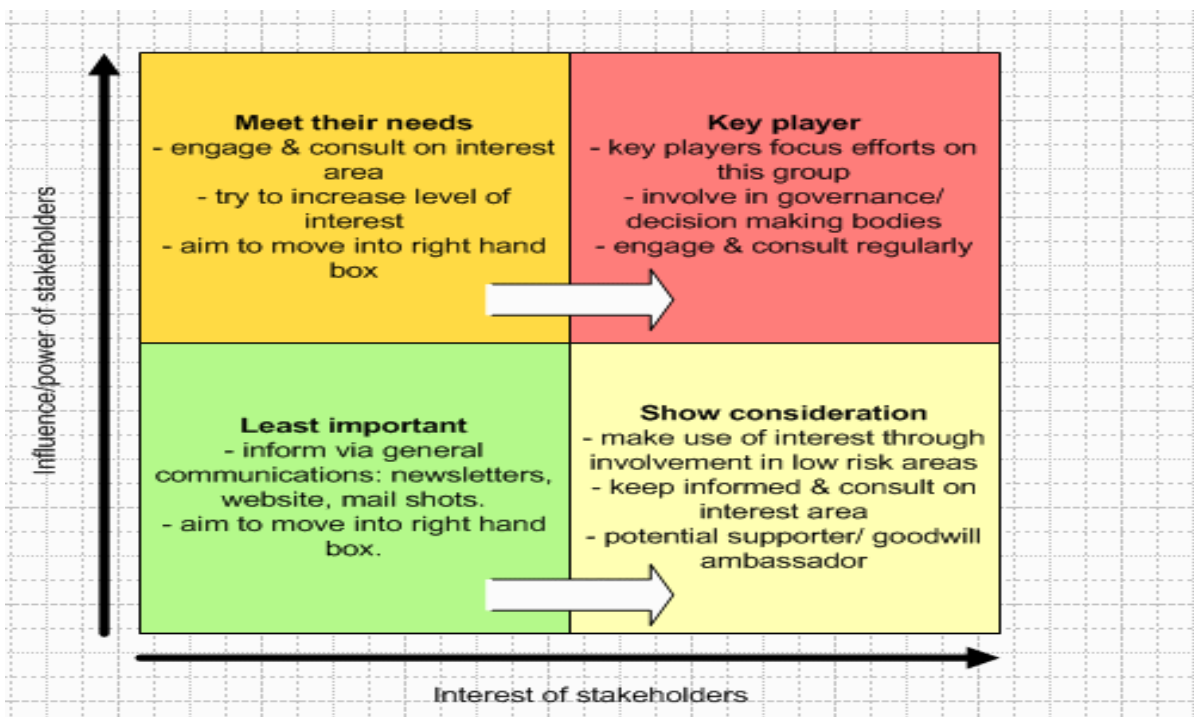 Influence/power of stakeholders
Meet their needs
- engage & consult on interest
area
- try to increase level of
interest
- aim to move into right hand
box
Key player
- key players focus efforts on
this group
- involve in governance/
decision making bodies
- engage & consult regularly
Least important
- inform via general
communications: newsletters,
website, mail shots.
- aim to move into right hand
box.
Show consideration
- make use of interest through
involvement in low risk areas
- keep informed & consult on
interest area
- potential supporter/ goodwill
ambassador
Interest of stakeholders